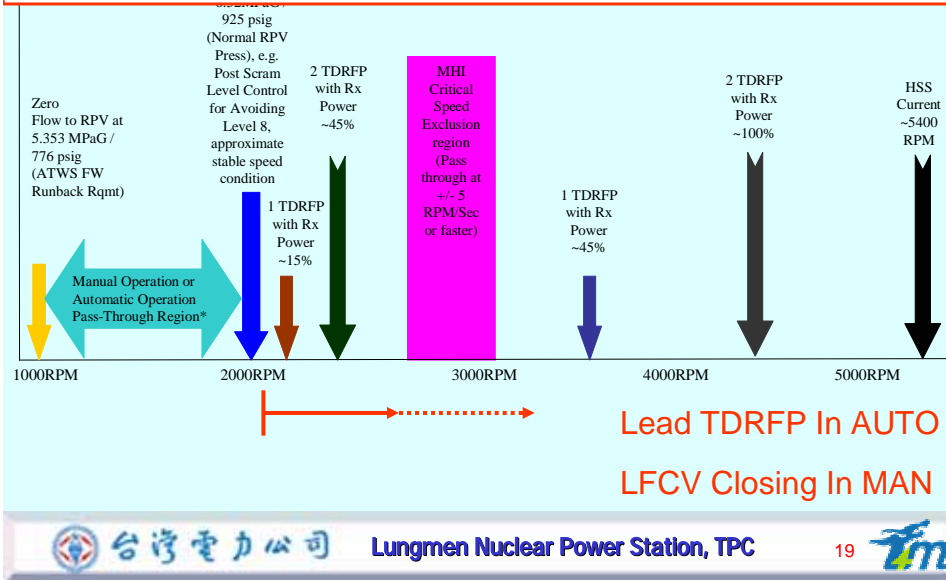 925 psig
(Normal RPV
Press), e.g.
Post Scram
Level Control
for Avoiding
Level 8,
approximate
stable speed
condition
Zero
Flow to RPV at
5.353 MPaG /
776 psig
(ATWS FW
Runback Rqmt)
2 TDRFP
with Rx
Power
~45%
1 TDRFP
with Rx
Power
~15%
MHI
Critical
Speed
Exclusion
region
(Pass
through at
+/- 5
RPM/Sec
or faster)
1 TDRFP
with Rx
Power
~45%
2 TDRFP
with Rx
Power
~100%
HSS
Current
~5400
RPM
Manual Operation or
Automatic Operation
Pass-Through Region*
1000RPM 2000RPM 3000RPM 4000RPM 5000RPM
Lead TDRFP In AUTO
LFCV Closing In MAN
台灣電力公司 Lungmen Nuclear Power Station, TPC 19